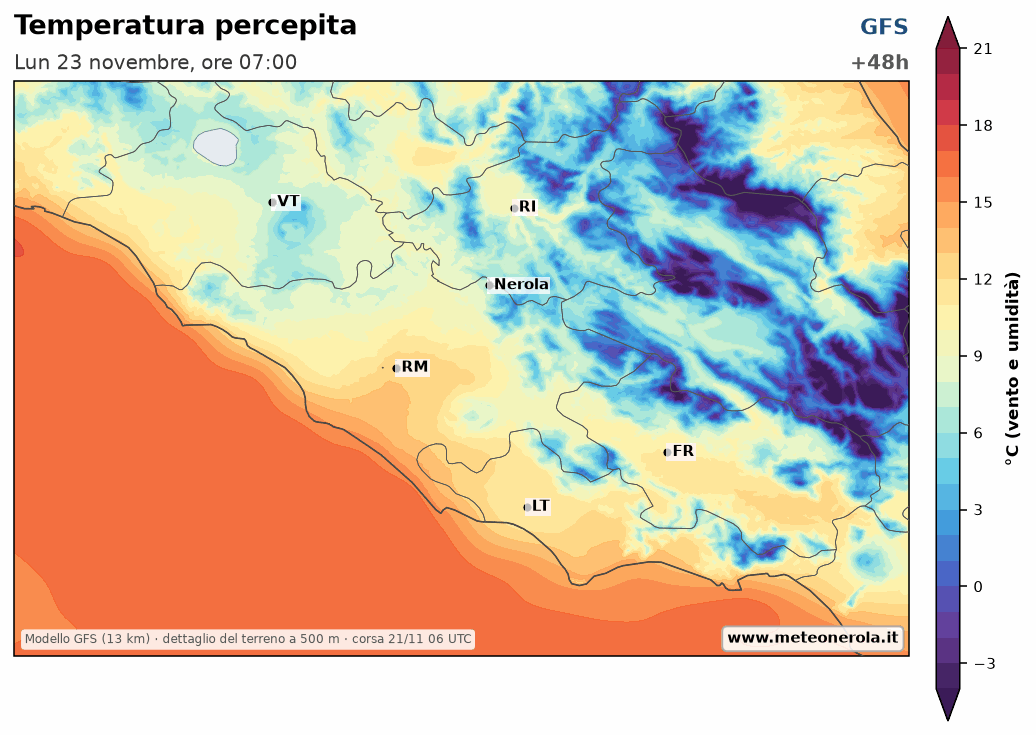 Temperatura percepita
GFS
Lun 23 novembre, ore 07:00
+48h
VT
RI
Nerola
RM
FR
LT
Modello GFS (13 km) · dettaglio del terreno a 500 m · corsa 21/11 06 UTC
www.meteonerola.it
21
18
15
12
9
6
3
0
−3
°C (vento e umidità)